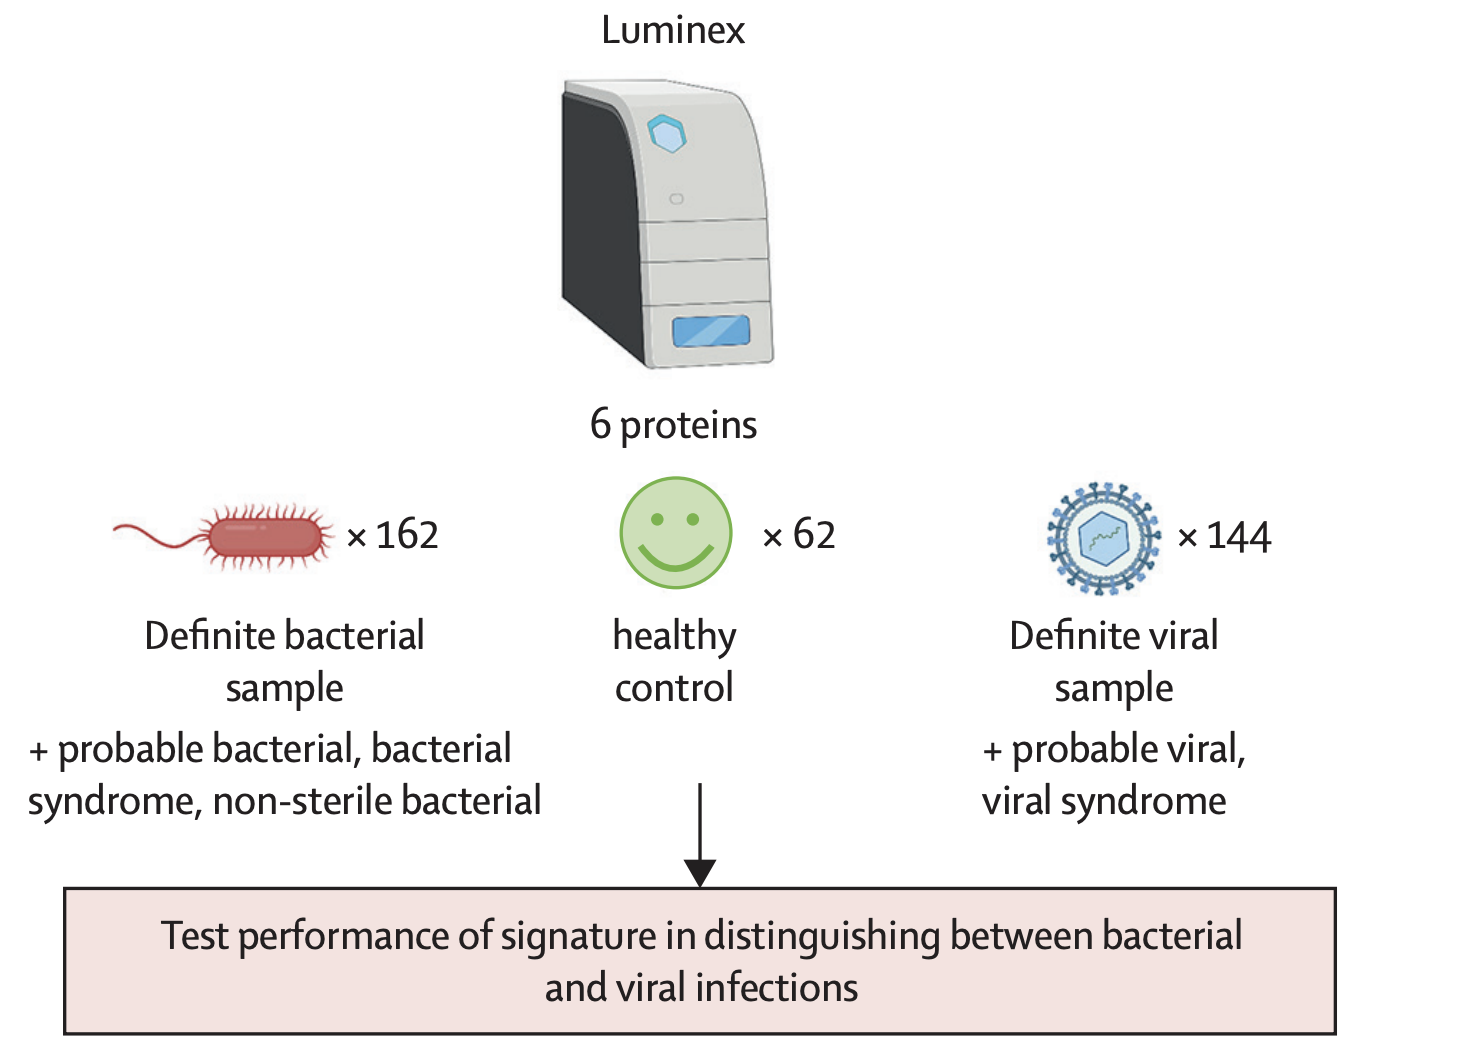 Luminex
6 proteins
× 162
× 62
× 144
Definite bacterial
sample
healthy
control
Definite viral
sample
+ probable bacterial, bacterial
syndrome, non-sterile bacterial
+ probable viral,
viral syndrome
Test performance of signature in distinguishing between bacterial
and viral infections